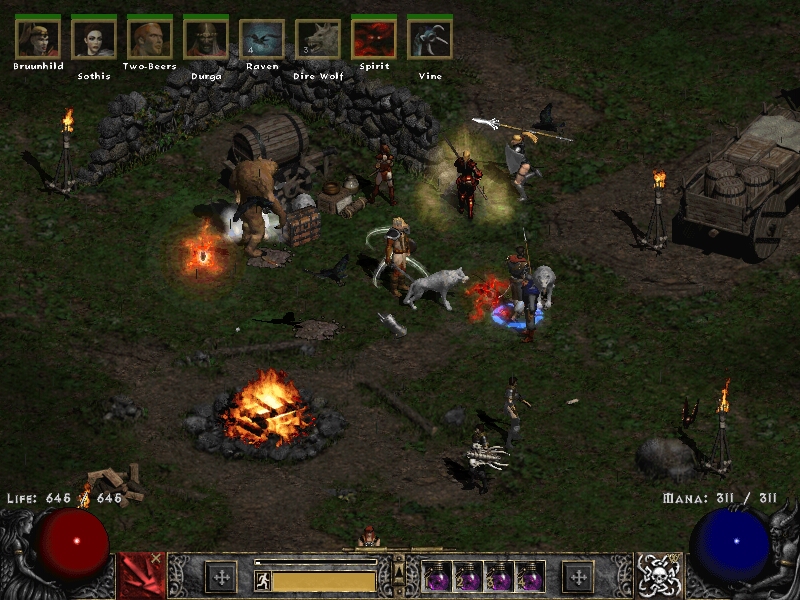 Bruunhild Two-Beers Raven Spirit
Sothis Durga Dire Wolf Vine
4 3
Life: 646 / 646
Mana: 311 / 311